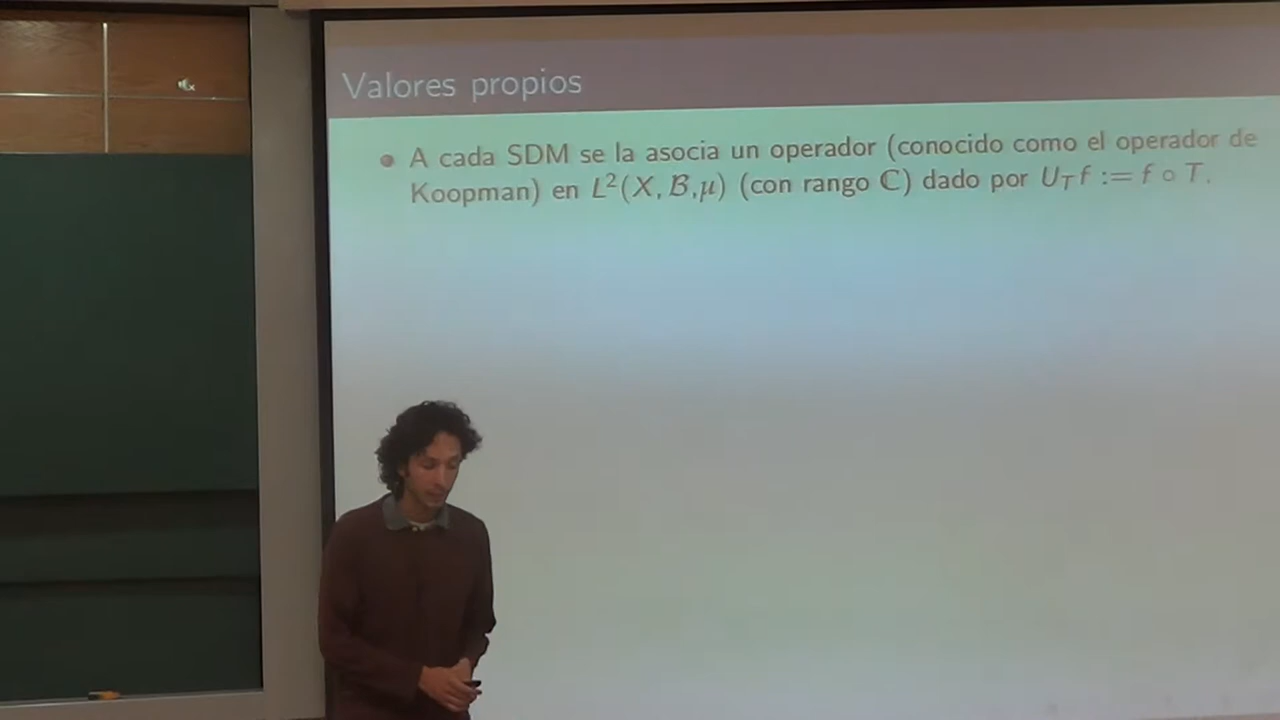 Valores propios
A cada SDM se la asocia un operador (conocido como el operador de
Koopman) en L²(X, ℬ,μ) (con rango ℂ) dado por U_T f := f ∘ T.